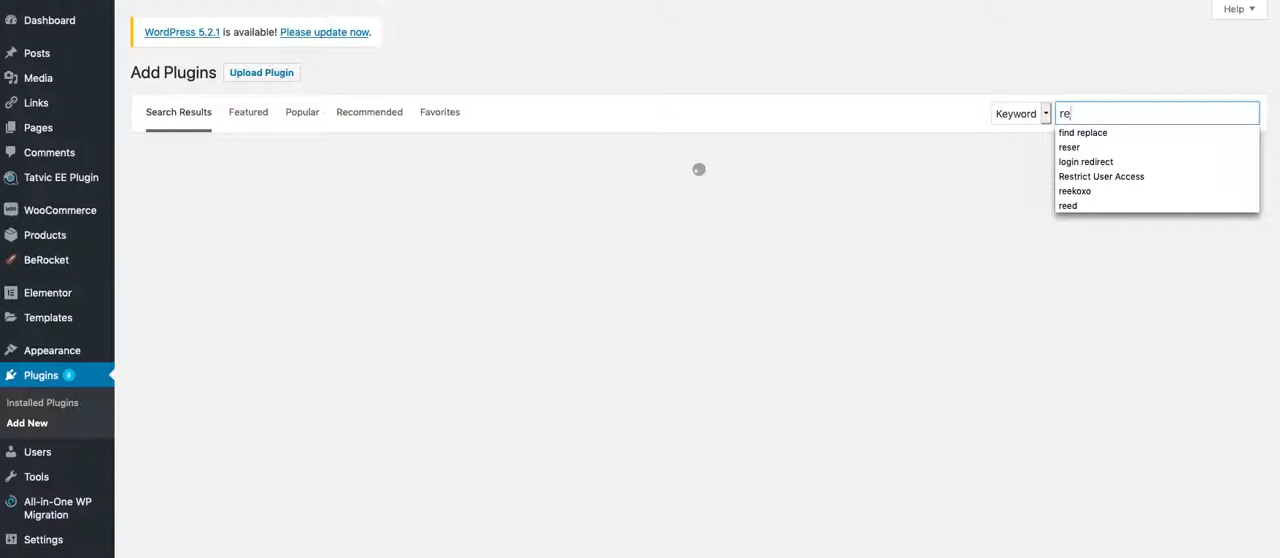 Dashboard
Posts
Media
Links
Pages
Comments
Tatvic EE Plugin
WooCommerce
Products
BeRocket
Elementor
Templates
Appearance
Plugins 9
Installed Plugins
Add New
Users
Tools
All-in-One WP
Migration
Settings
Help ▼
WordPress 5.2.1 is available! Please update now.
Add Plugins Upload Plugin
Search Results Featured Popular Recommended Favorites Keyword re
find replace
reser
login redirect
Restrict User Access
reekoxo
reed